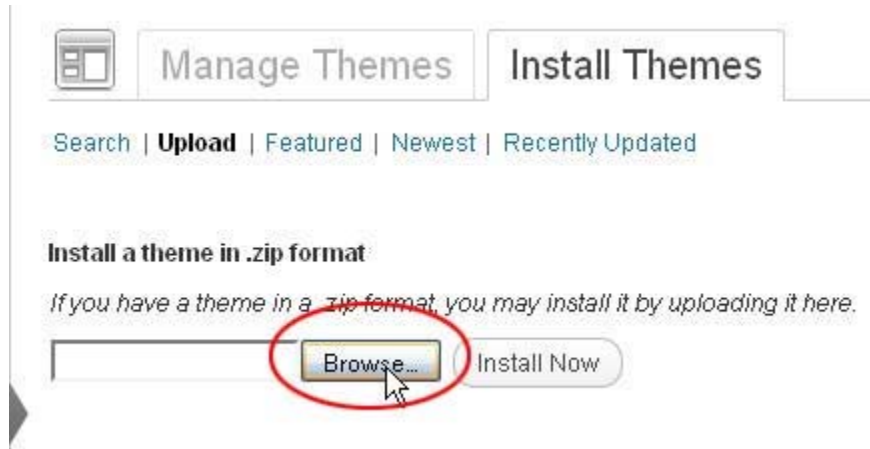 Manage Themes Install Themes
Search | Upload | Featured | Newest | Recently Updated
Install a theme in .zip format
If you have a theme in a .zip format, you may install it by uploading it here.
Browse... Install Now